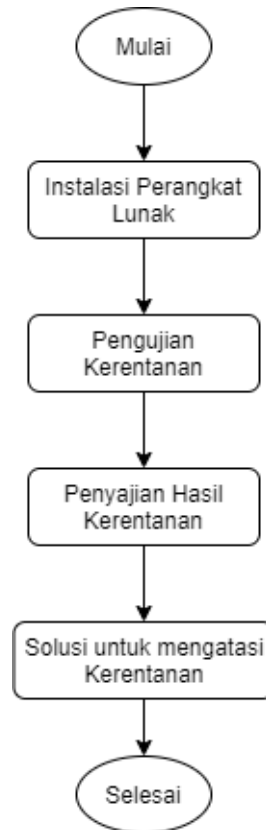 Mulai
Instalasi Perangkat
Lunak
Pengujian
Kerentanan
Penyajian Hasil
Kerentanan
Solusi untuk mengatasi
Kerentanan
Selesai